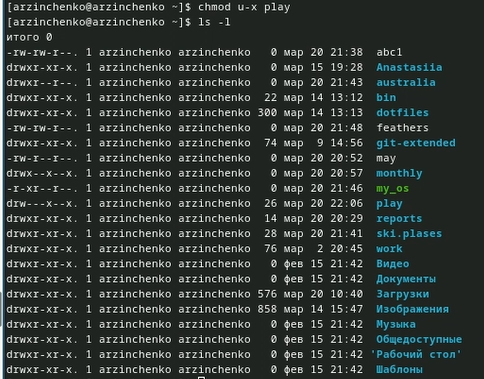 [arzinchenko@arzinchenko ~]$ chmod u-x play
[arzinchenko@arzinchenko ~]$ ls -l
итого 0
-rw-rw-r--. 1 arzinchenko arzinchenko 0 мар 20 21:38 abc1
drwxr-xr-x. 1 arzinchenko arzinchenko 0 мар 15 19:28 Anastasiia
drwxr--r--. 1 arzinchenko arzinchenko 0 мар 20 21:43 australia
drwxr-xr-x. 1 arzinchenko arzinchenko 22 мар 14 13:12 bin
drwxr-xr-x. 1 arzinchenko arzinchenko 300 мар 14 13:13 dotfiles
-rw-rw-r--. 1 arzinchenko arzinchenko 0 мар 20 21:48 feathers
drwxr-xr-x. 1 arzinchenko arzinchenko 74 мар 9 14:56 git-extended
-rw-r--r--. 1 arzinchenko arzinchenko 0 мар 20 20:52 may
drwx--x--x. 1 arzinchenko arzinchenko 0 мар 20 20:57 monthly
-r-xr--r--. 1 arzinchenko arzinchenko 0 мар 20 21:46 my_os
drw---x--x. 1 arzinchenko arzinchenko 26 мар 20 22:06 play
drwxr-xr-x. 1 arzinchenko arzinchenko 14 мар 20 20:29 reports
drwxr-xr-x. 1 arzinchenko arzinchenko 28 мар 20 21:41 ski.plases
drwxr-xr-x. 1 arzinchenko arzinchenko 76 мар 2 20:45 work
drwxr-xr-x. 1 arzinchenko arzinchenko 0 фев 15 21:42 Видео
drwxr-xr-x. 1 arzinchenko arzinchenko 0 фев 15 21:42 Документы
drwxr-xr-x. 1 arzinchenko arzinchenko 576 мар 20 10:40 Загрузки
drwxr-xr-x. 1 arzinchenko arzinchenko 858 мар 14 15:47 Изображения
drwxr-xr-x. 1 arzinchenko arzinchenko 0 фев 15 21:42 Музыка
drwxr-xr-x. 1 arzinchenko arzinchenko 0 фев 15 21:42 Общедоступные
drwxr-xr-x. 1 arzinchenko arzinchenko 0 фев 15 21:42 'Рабочий стол'
drwxr-xr-x. 1 arzinchenko arzinchenko 0 фев 15 21:42 Шаблоны